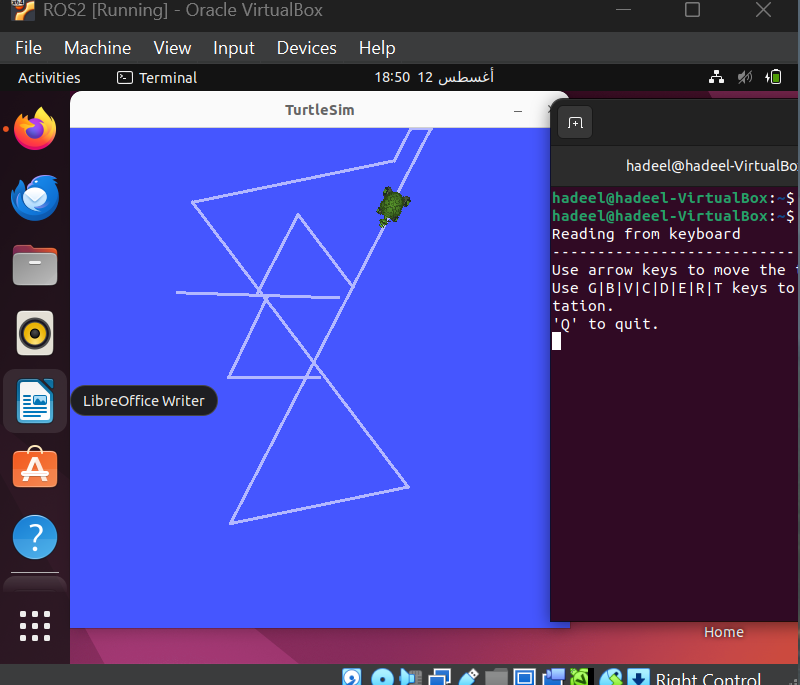 ROS2 [Running] - Oracle VirtualBox
File Machine View Input Devices Help
Activities Terminal 18:50 12 أغسطس
TurtleSim
hadeel@hadeel-VirtualBo
hadeel@hadeel-VirtualBox:~$
hadeel@hadeel-VirtualBox:~$
Reading from keyboard
---------------------------
Use arrow keys to move the
Use G|B|V|C|D|E|R|T keys to
tation.
'Q' to quit.
LibreOffice Writer
Home
Right Control